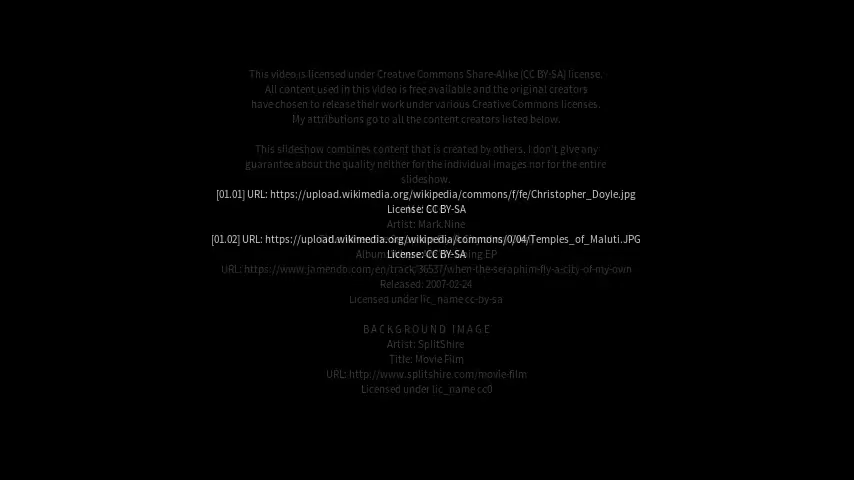 This video is licensed under Creative Commons Share-Alike (CC BY-SA) license.
All content used in this video is free available and the original creators
have chosen to release their work under various Creative Commons licenses.
My attributions go to all the content creators listed below.
This slideshow combines content that is created by others. I don't give any
guarantee about the quality neither for the individual images nor for the entire
slideshow.
[01.01] URL: https://upload.wikimedia.org/wikipedia/commons/f/fe/Christopher_Doyle.jpg
License: CC BY-SA
Artist: Mark.Nine
[01.02] URL: https://upload.wikimedia.org/wikipedia/commons/0/04/Temples_of_Maluti.JPG
License: CC BY-SA
Album: EP
URL: https://www.jamendo.com/en/track/36537/when-the-seraphim-fly-a-city-of-my-own
Released: 2007-02-24
Licensed under lic_name cc-by-sa
BACKGROUND IMAGE
Artist: SplitShire
Title: Movie Film
URL: http://www.splitshire.com/movie-film
Licensed under lic_name cc0